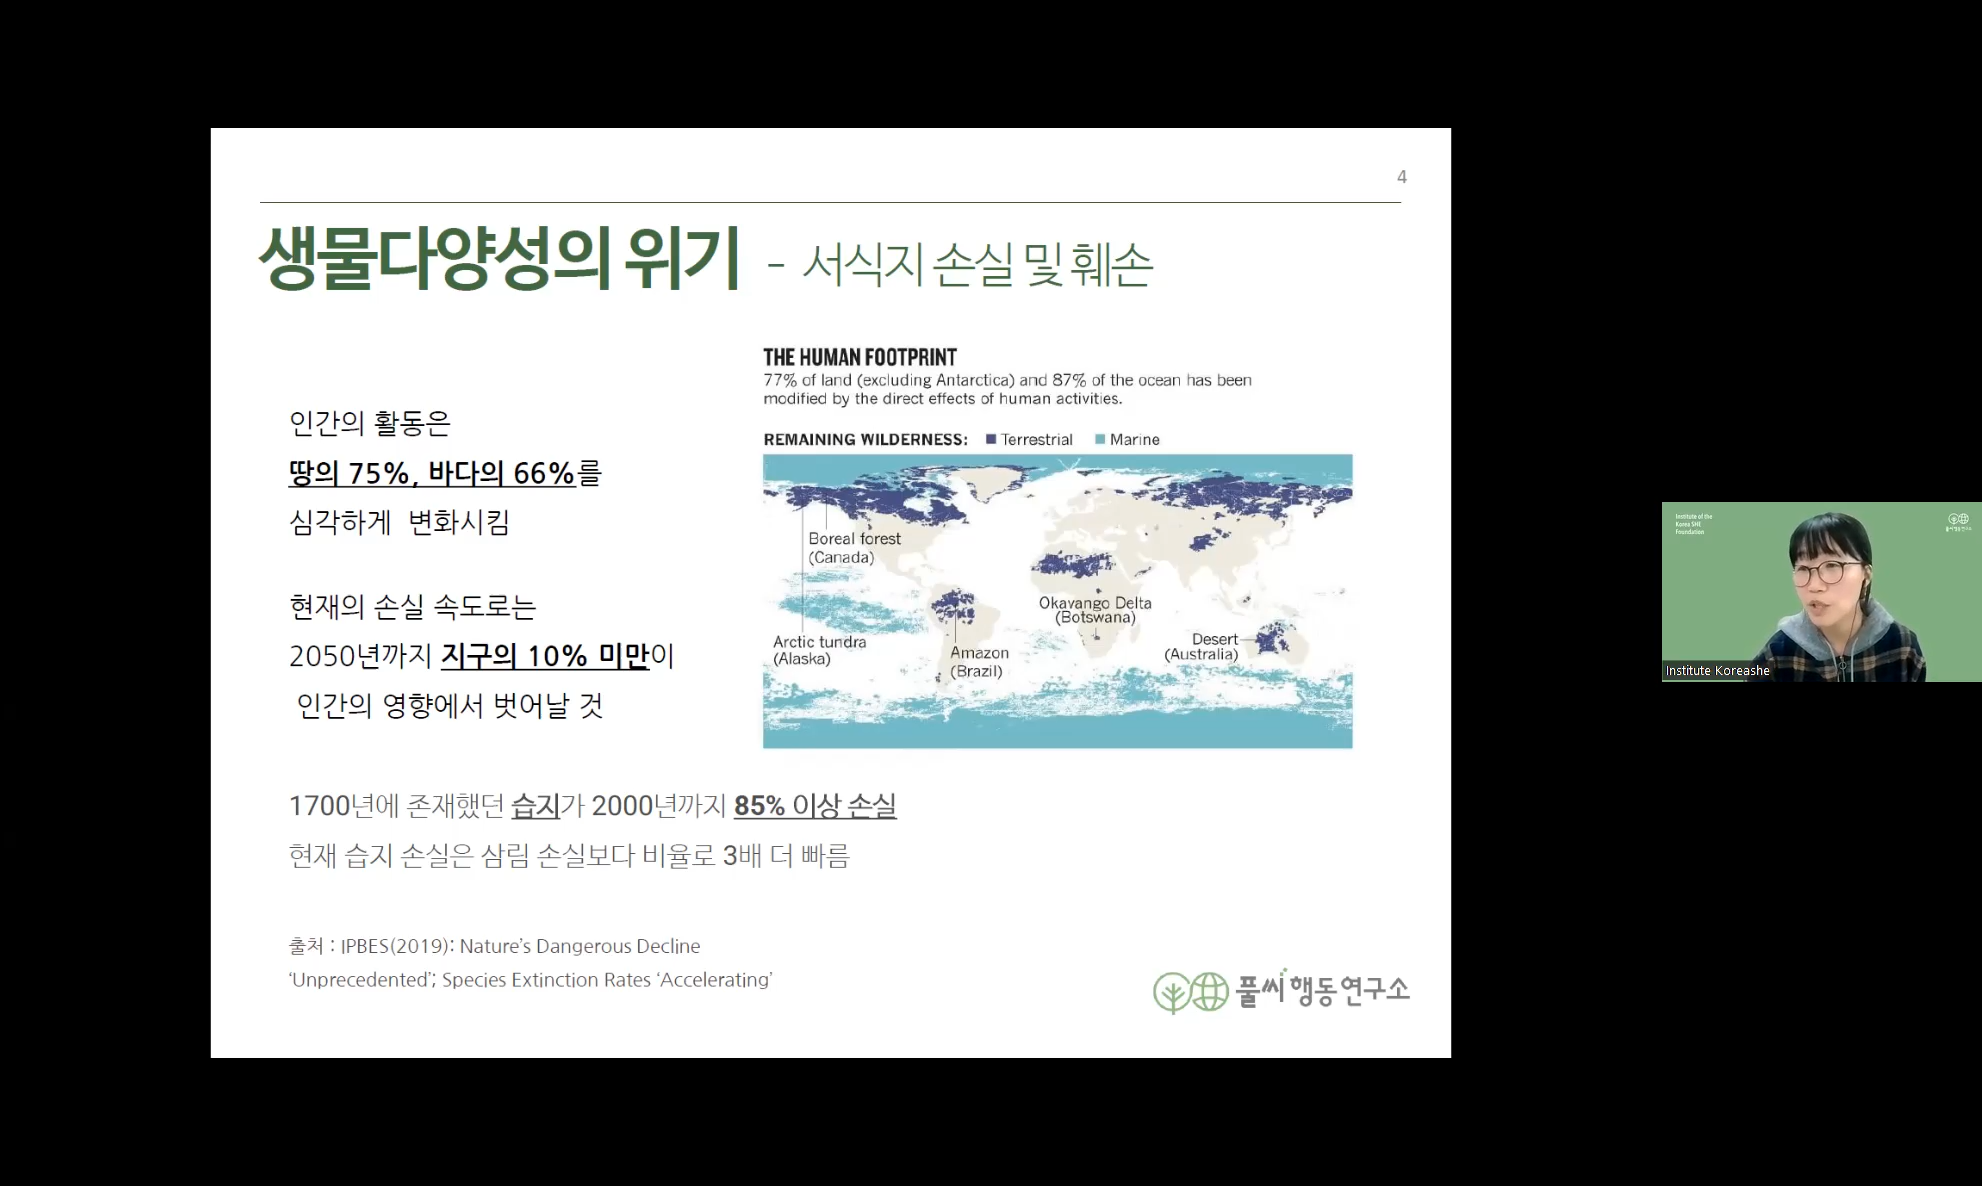 4
생물다양성의 위기 - 서식지 손실 및 훼손
THE HUMAN FOOTPRINT
77% of land (excluding Antarctica) and 87% of the ocean has been
modified by the direct effects of human activities.
REMAINING WILDERNESS: Terrestrial Marine
Boreal forest
(Canada)
Arctic tundra
(Alaska)
Amazon
(Brazil)
Okavango Delta
(Botswana)
Desert
(Australia)
인간의 활동은
땅의 75%, 바다의 66%를
심각하게 변화시킴
현재의 손실 속도로는
2050년까지 지구의 10% 미만이
인간의 영향에서 벗어날 것
1700년에 존재했던 습지가 2000년까지 85% 이상 손실
현재 습지 손실은 삼림 손실보다 비율로 3배 더 빠름
출처 : IPBES(2019): Nature’s Dangerous Decline
‘Unprecedented’; Species Extinction Rates ‘Accelerating’
풀씨행동연구소
Institute of the
Korea SHE
Foundation
풀씨행동연구소
Institute Koreashe